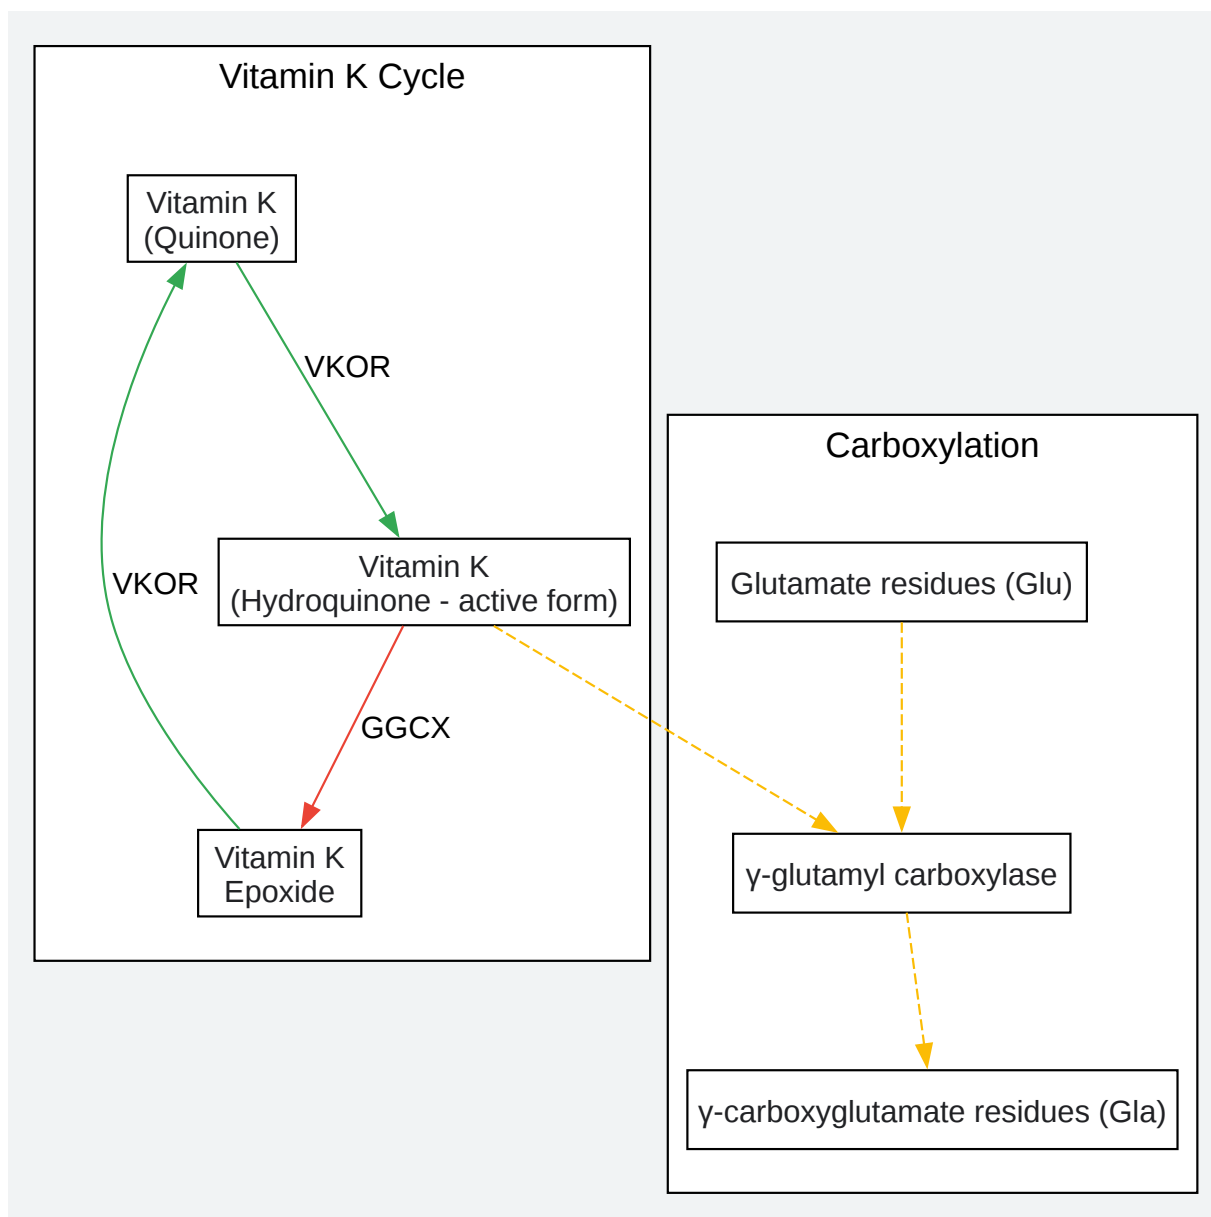 Vitamin K Cycle
Vitamin K
(Quinone)
VKOR
Carboxylation
Vitamin K
(Hydroquinone - active form)
Glutamate residues (Glu)
VKOR
GGCX
Vitamin K
Epoxide
γ-glutamyl carboxylase
γ-carboxyglutamate residues (Gla)